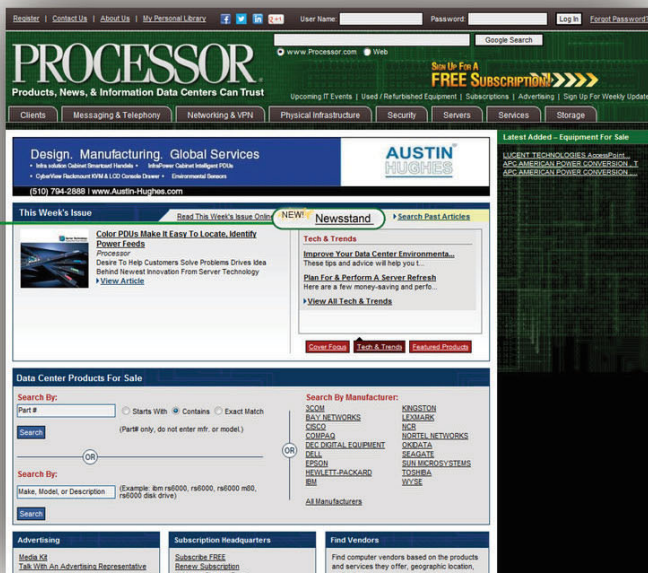 Register | Contact Us | About Us | My Personal Library
User Name: Password: Log In Forgot Password?
Google Search
www.Processor.com Web
PROCESSOR.
Products, News, & Information Data Centers Can Trust
SIGN UP FOR A
FREE SUBSCRIPTION!
Upcoming IT Events | Used / Refurbished Equipment | Subscriptions | Advertising | Sign Up For Weekly Update
Clients Messaging & Telephony Networking & VPN Physical Infrastructure Security Servers Services Storage
Design. Manufacturing. Global Services
• Infra solution Cabinet Smartcard Handels • InfraPower Cabinet Intelligent PDUs
• CyberView Rackmount KVM & LCD Console Drawer • Environmental Sensors
(510) 794-2888 | www.Austin-Hughes.com
AUSTIN
HUGHES
Latest Added – Equipment For Sale
LUCENT TECHNOLOGIES AccessPoint...
APC AMERICAN POWER CONVERSION ...T
APC AMERICAN POWER CONVERSION ....
This Week's Issue
Read This Week's Issue Online
NEW! Newsstand
Search Past Articles
Color PDUs Make It Easy To Locate, Identify
Power Feeds
Processor
Desire To Help Customers Solve Problems Drives Idea
Behind Newest Innovation From Server Technology
View Article
Tech & Trends
Improve Your Data Center Environmenta...
These tips and advice will help you t...
Plan For & Perform A Server Refresh
Here are a few money-saving and perfo...
View All Tech & Trends
Cover Focus Tech & Trends Featured Products
Data Center Products For Sale
Search By:
Part # Starts With Contains Exact Match
Search (Part# only, do not enter mfr. or model.)
OR
Search By:
Make, Model, or Description (Example: ibm rs6000, rs6000, rs6000 m80,
rs6000 disk drive)
Search
OR
Search By Manufacturer:
3COM
BAY NETWORKS
CISCO
COMPAQ
DEC DIGITAL EQUIPMENT
DELL
EPSON
HEWLETT-PACKARD
IBM
KINGSTON
LEXMARK
NCR
NORTEL NETWORKS
OKIDATA
SEAGATE
SUN MICROSYSTEMS
TOSHIBA
WYSE
All Manufacturers
Advertising
Media Kit
Talk With An Advertising Representative
Subscription Headquarters
Subscribe FREE
Renew Subscription
Find Vendors
Find computer vendors based on the products
and services they offer, geographic location,